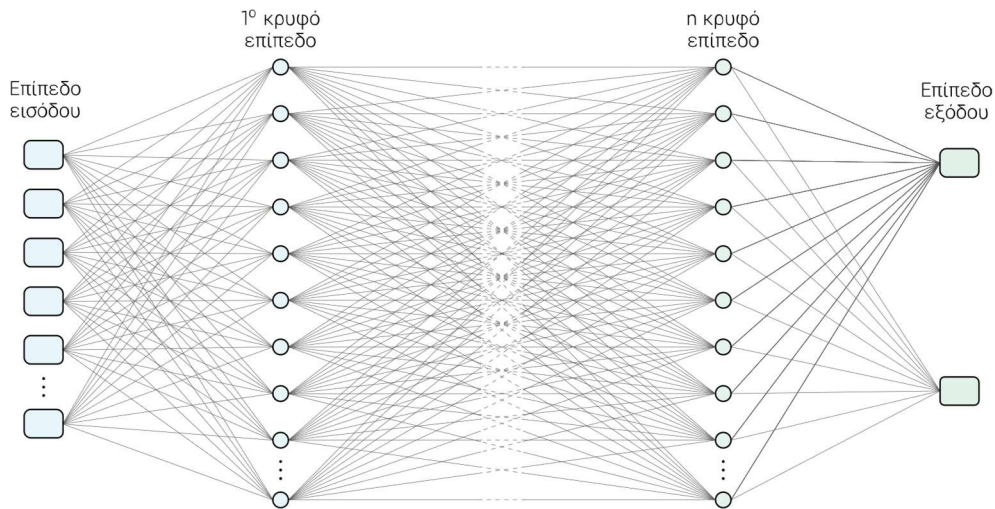 Επίπεδο
εισόδου
1º κρυφό
επίπεδο
n κρυφό
επίπεδο
Επίπεδο
εξόδου